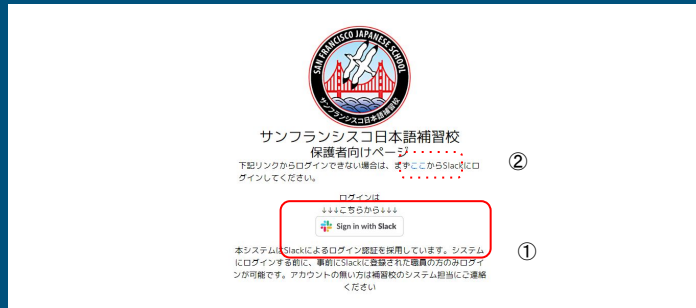 SAN FRANCISCO JAPANESE SCHOOL
サンフランシスコ日本語補習校
サンフランシスコ日本語補習校
保護者向けページ
下記リンクからログインできない場合は、まずここからSlackにロ
グインしてください。
②
ログインは
↓↓↓こちらから↓↓↓
Sign in with Slack
①
本システムはSlackによるログイン認証を採用しています。システム
にログインする前に、事前にSlackに登録された職員の方のみログイ
ンが可能です。アカウントの無い方は補習校のシステム担当にご連絡
ください